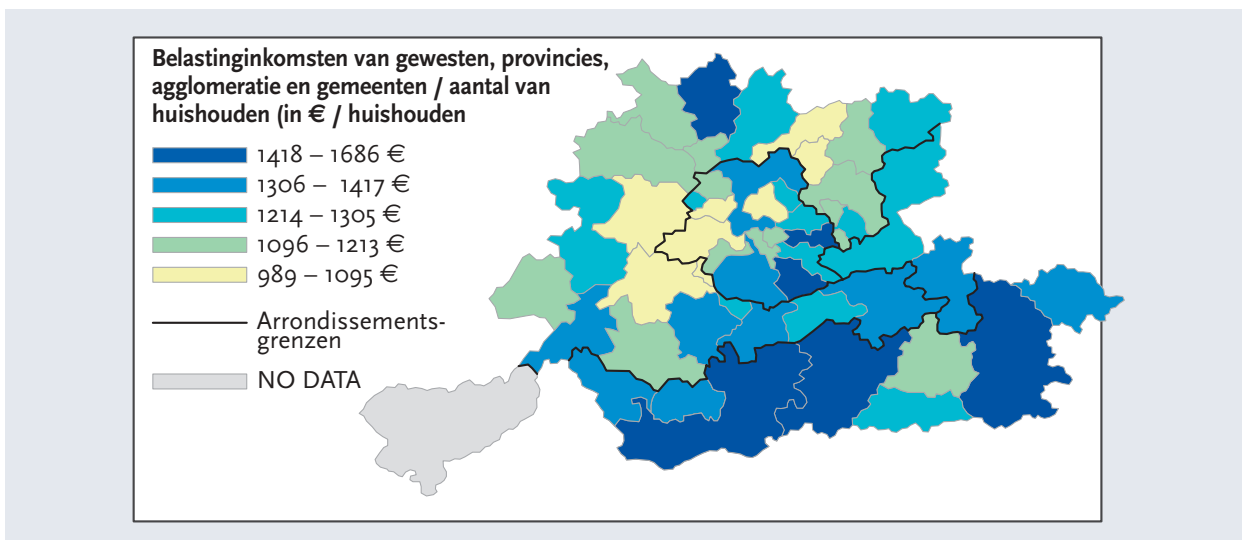 Belastinginkomsten van gewesten, provincies,
agglomeratie en gemeenten / aantal van
huishouden (in € / huishouden
1418 – 1686 €
1306 – 1417 €
1214 – 1305 €
1096 – 1213 €
989 – 1095 €
Arrondissements-
grenzen
NO DATA